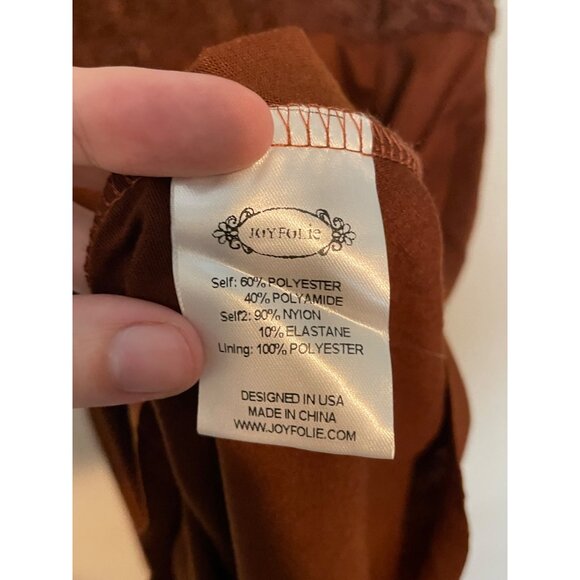 JOYFOLIE
Self: 60% POLYESTER
40% POLYAMIDE
Self2: 90% NYLON
10% ELASTANE
Lining: 100% POLYESTER
DESIGNED IN USA
MADE IN CHINA
WWW.JOYFOLIE.COM